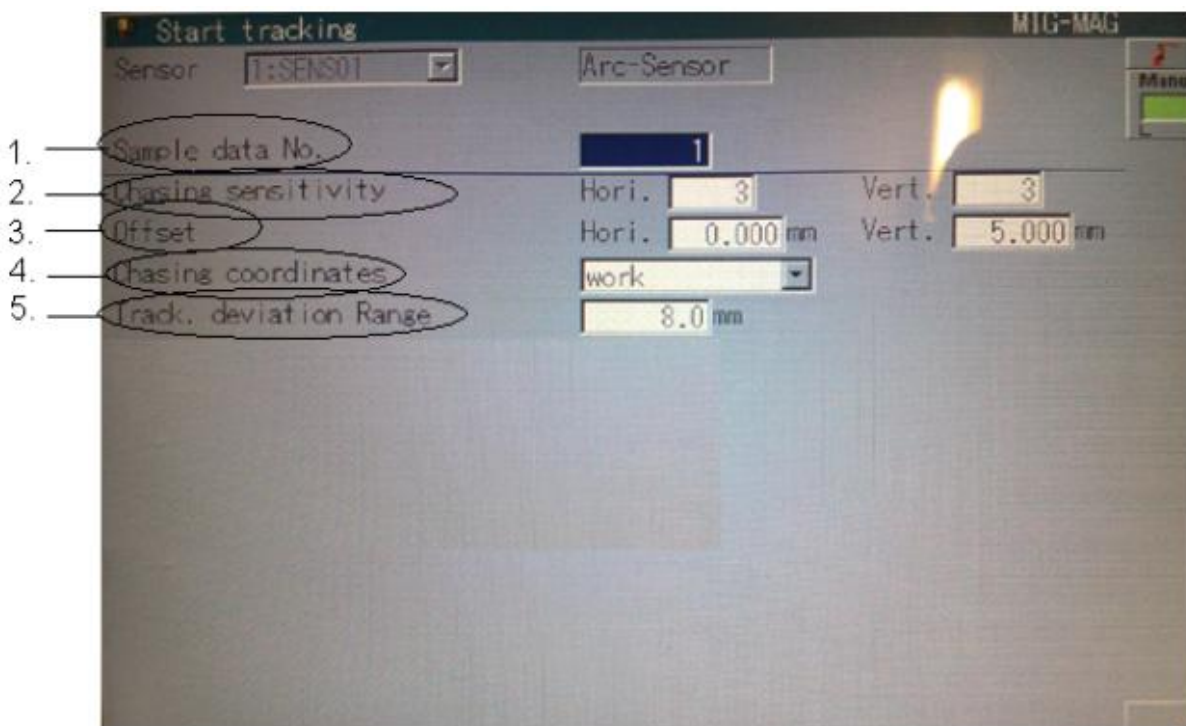 Start tracking MIG-MAG
Sensor 1:SENS01 Arc-Sensor
1. Sample data No. 1
2. Chasing sensitivity Hori. 3 Vert. 3
3. Offset Hori. 0.000 mm Vert. 5.000 mm
4. Chasing coordinates work
5. Track. deviation Range 8.0 mm